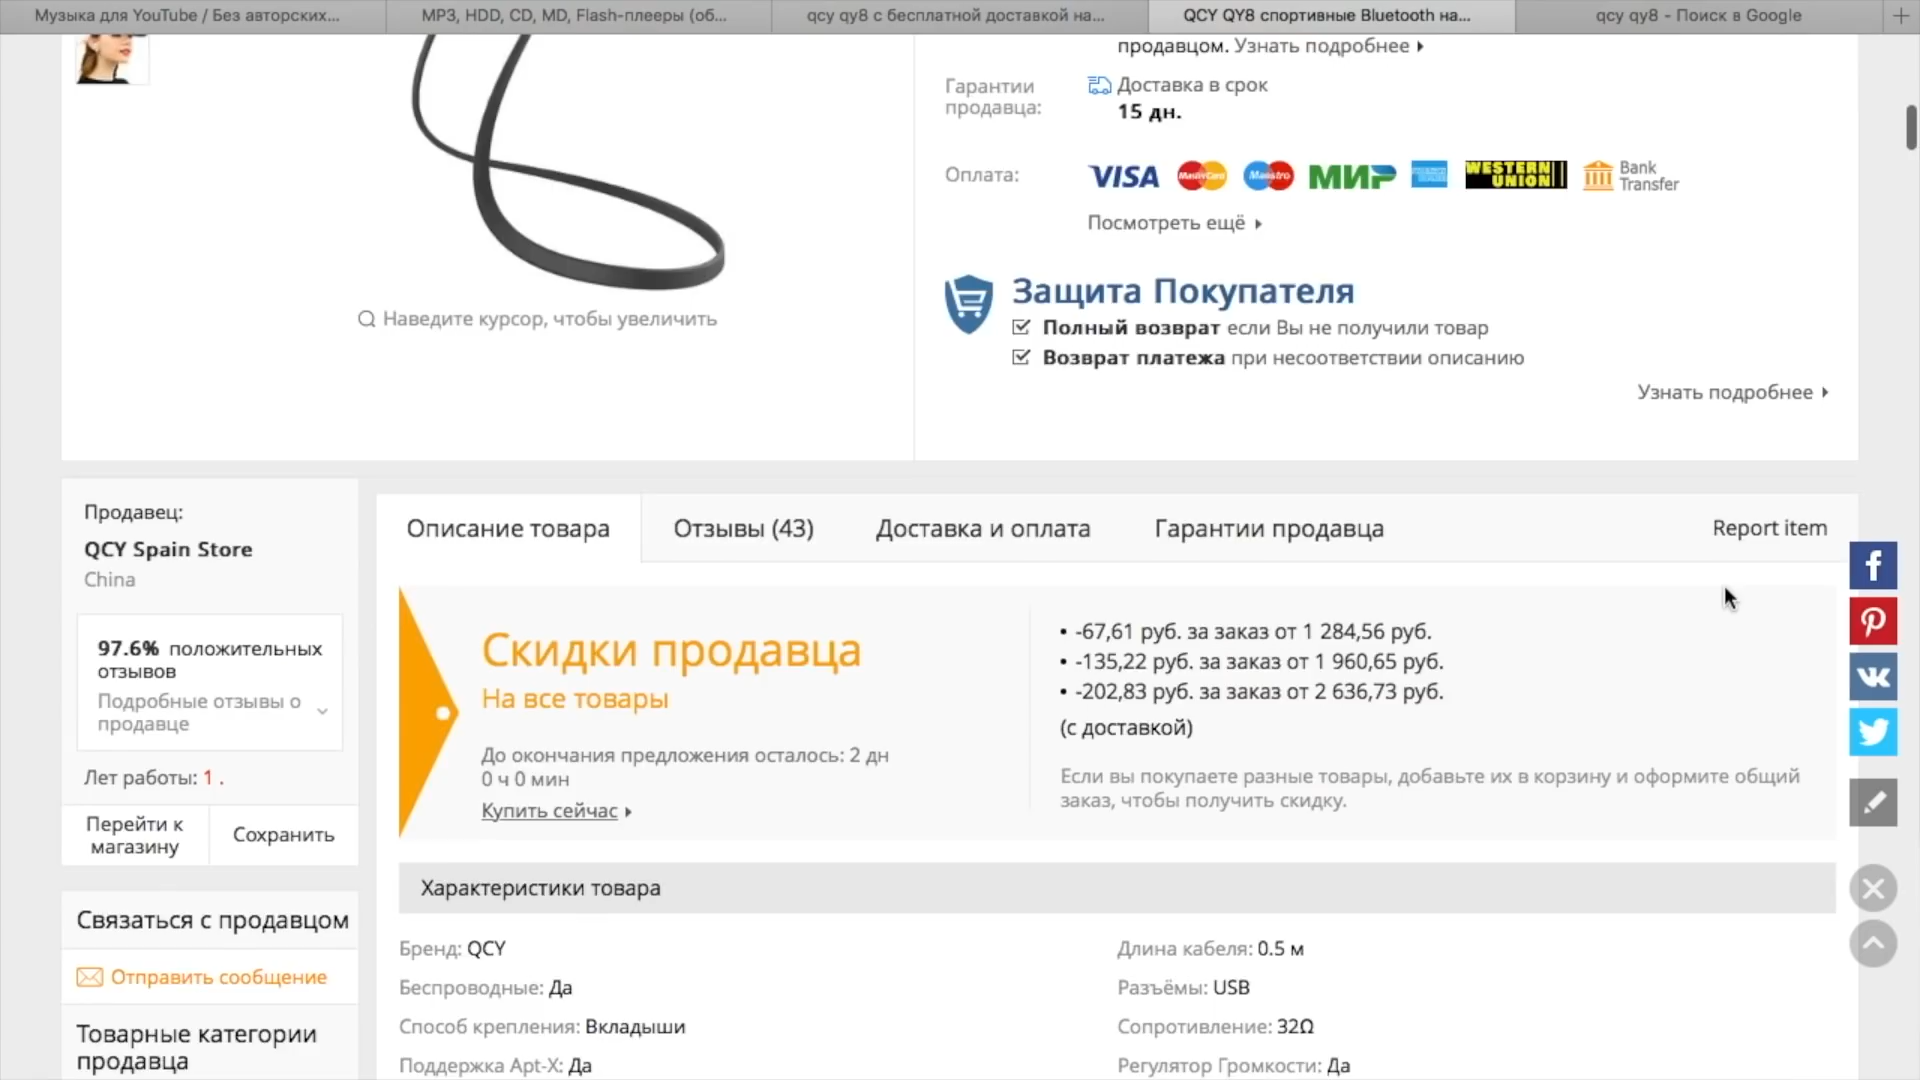 Музыка для YouTube / Без авторских...
MP3, HDD, CD, MD, Flash-плееры (об...
qcy qy8 с бесплатной доставкой на...
QCY QY8 спортивные Bluetooth на...
qcy qy8 - Поиск в Google
продавцом. Узнать подробнее
Гарантии
продавца:
Доставка в срок
15 дн.
Оплата:
VISA
MasterCard
Maestro
МИР
WESTERN
UNION
Bank
Transfer
Посмотреть ещё
Наведите курсор, чтобы увеличить
Защита Покупателя
Полный возврат если Вы не получили товар
Возврат платежа при несоответствии описанию
Узнать подробнее
Продавец:
QCY Spain Store
China
97.6% положительных
отзывов
Подробные отзывы о
продавце
Лет работы: 1 .
Перейти к
магазину
Сохранить
Связаться с продавцом
Отправить сообщение
Товарные категории
продавца
Описание товара
Отзывы (43)
Доставка и оплата
Гарантии продавца
Report item
Скидки продавца
На все товары
До окончания предложения осталось: 2 дн
0 ч 0 мин
Купить сейчас
• -67,61 руб. за заказ от 1 284,56 руб.
• -135,22 руб. за заказ от 1 960,65 руб.
• -202,83 руб. за заказ от 2 636,73 руб.
(с доставкой)
Если вы покупаете разные товары, добавьте их в корзину и оформите общий
заказ, чтобы получить скидку.
Характеристики товара
Бренд: QCY
Длина кабеля: 0.5 м
Беспроводные: Да
Разъёмы: USB
Способ крепления: Вкладыши
Сопротивление: 32Ω
Поддержка Apt-X: Да
Регулятор Громкости: Да